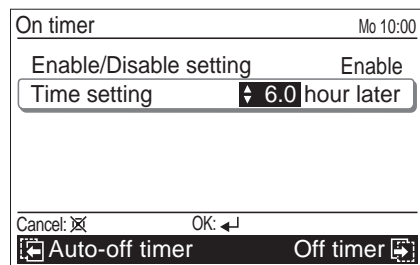 On timer Mo 10:00
Enable/Disable setting Enable
Time setting 6.0 hour later
Cancel: OK:
Auto-off timer Off timer